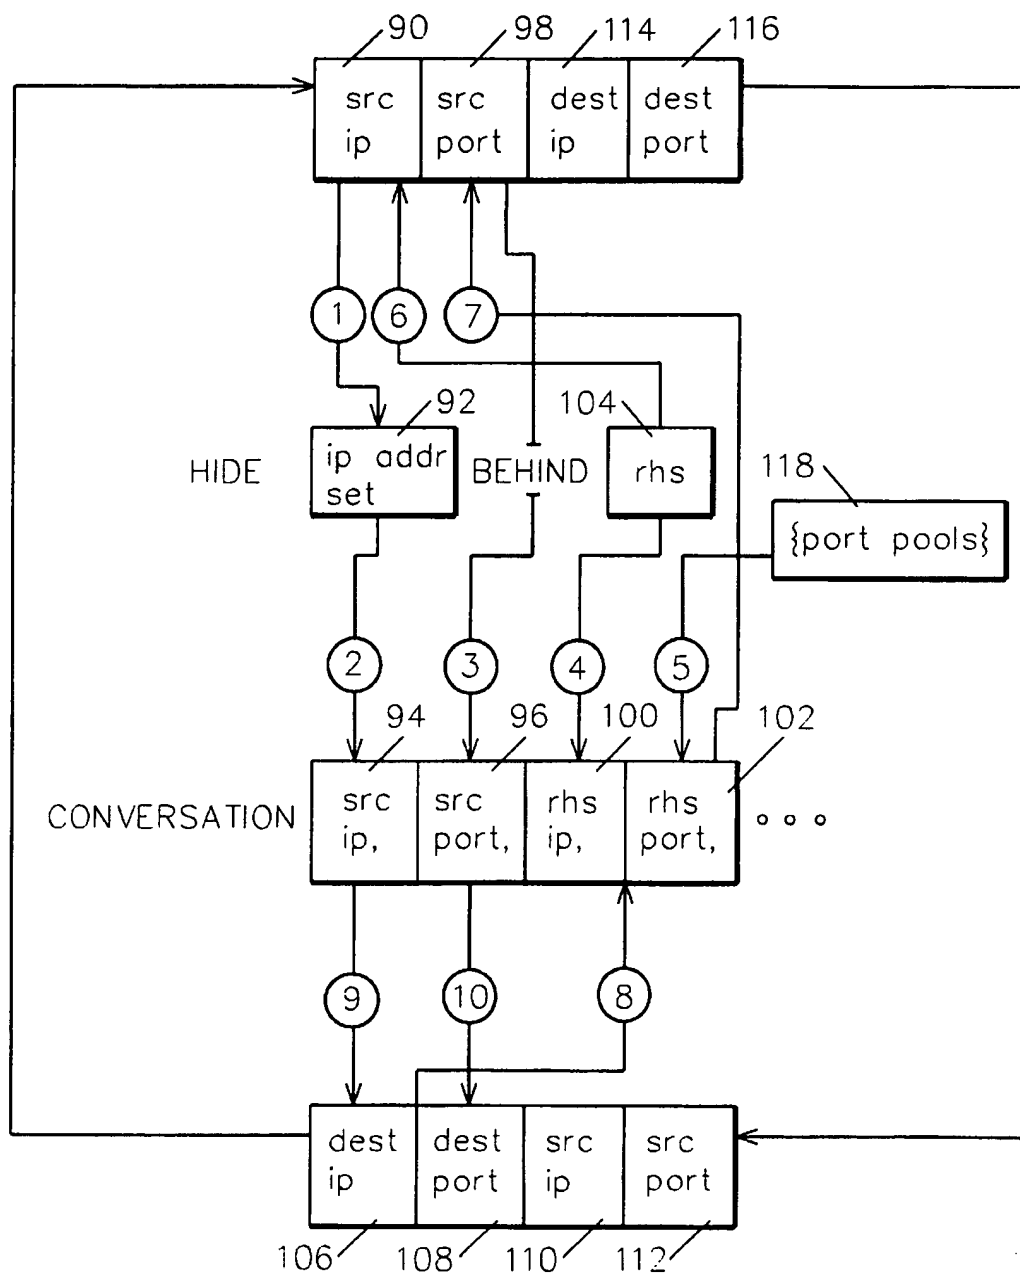 90 98 114 116
src ip
src port
dest ip
dest port
1 6 7
92 104
HIDE
ip addr set
BEHIND
rhs
118
{port pools}
2 3 4 5
94 96 100 102
CONVERSATION
src ip,
src port,
rhs ip,
rhs port,
9 10 8
dest ip
dest port
src ip
src port
106 108 110 112